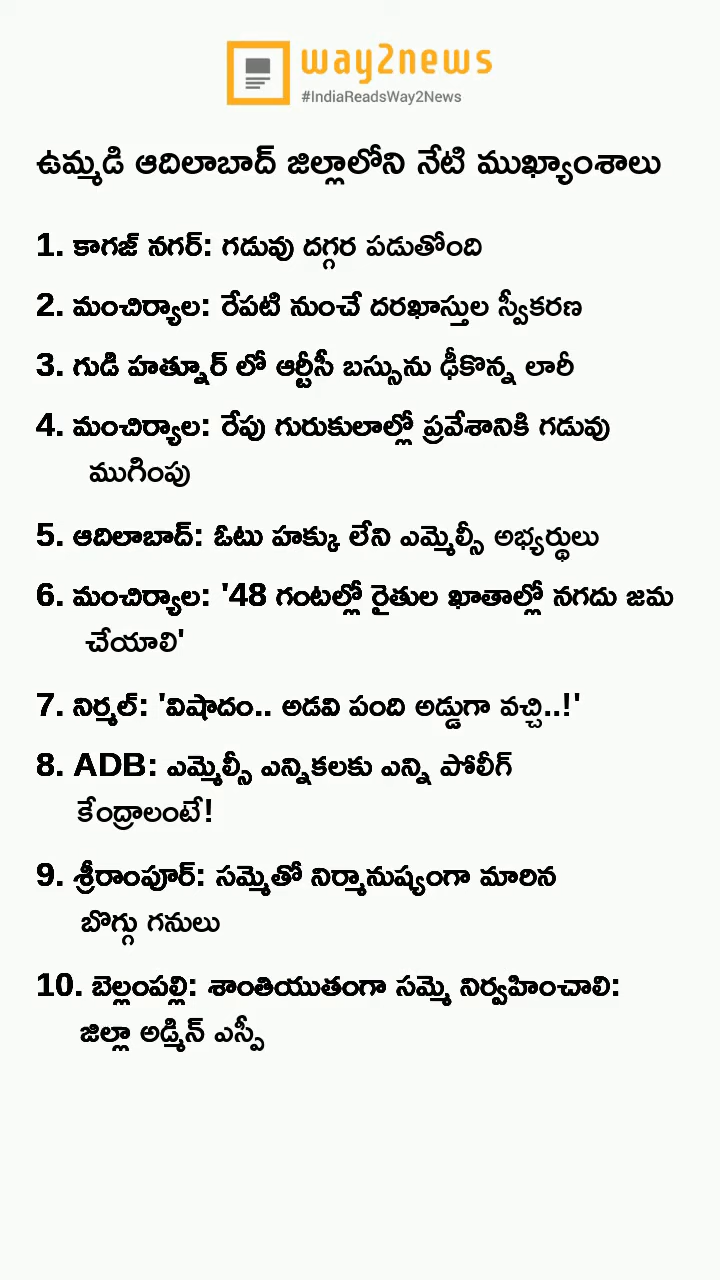 way2news
#IndiaReadsWay2News
ఉమ్మడి ఆదిలాబాద్ జిల్లాలోని నేటి ముఖ్యాంశాలు
1. కాగజ్ నగర్: గడువు దగ్గర పడుతోంది
2. మంచిర్యాల: రేపటి నుంచే దరఖాస్తుల స్వీకరణ
3. గుడి హత్నూర్ లో ఆర్టీసీ బస్సును ఢీకొన్న లారీ
4. మంచిర్యాల: రేపు గురుకులాల్లో ప్రవేశానికి గడువు
ముగింపు
5. ఆదిలాబాద్: ఓటు హక్కు లేని ఎమ్మెల్సీ అభ్యర్థులు
6. మంచిర్యాల: '48 గంటల్లో రైతుల ఖాతాల్లో నగదు జమ
చేయాలి'
7. నిర్మల్: 'విషాదం.. అడవి పంది అడ్డుగా వచ్చి..!'
8. ADB: ఎమ్మెల్సీ ఎన్నికలకు ఎన్ని పోలీగ్
కేంద్రాలంటే!
9. శ్రీరాంపూర్: సమ్మెతో నిర్మానుష్యంగా మారిన
బొగ్గు గనులు
10. బెల్లంపల్లి: శాంతియుతంగా సమ్మె నిర్వహించాలి:
జిల్లా అడ్మిన్ ఎస్పీ